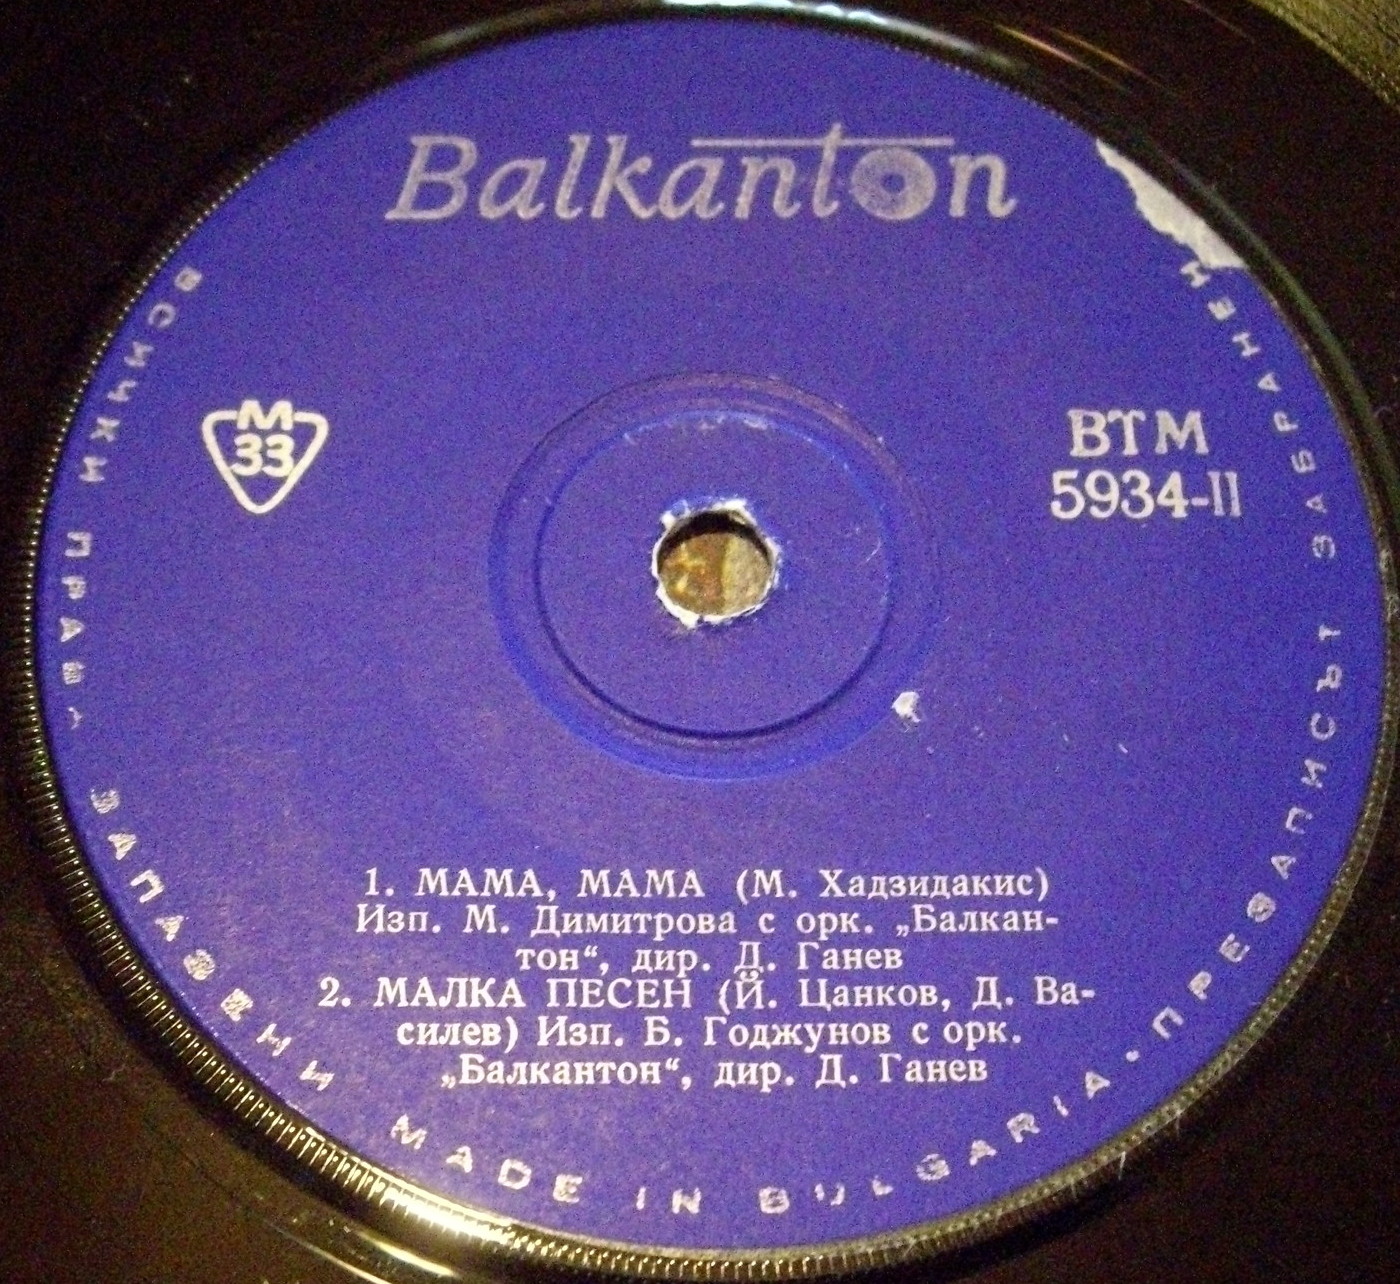 Balkanton
М
33
ВТМ
5934-II
1. МАМА, МАМА (М. Хадзидакис)
Изп. М. Димитрова с орк. „Балкан-
тон“, дир. Д. Ганев
2. МАЛКА ПЕСЕН (Й. Цанков, Д. Ва-
силев) Изп. Б. Годжунов с орк.
„Балкантон“, дир. Д. Ганев
ВСИЧКИ ПРАВА ЗАПАЗЕНИ MADE IN BULGARIA · ПРЕЗАПИСЪТ ЗАБРАНЕН